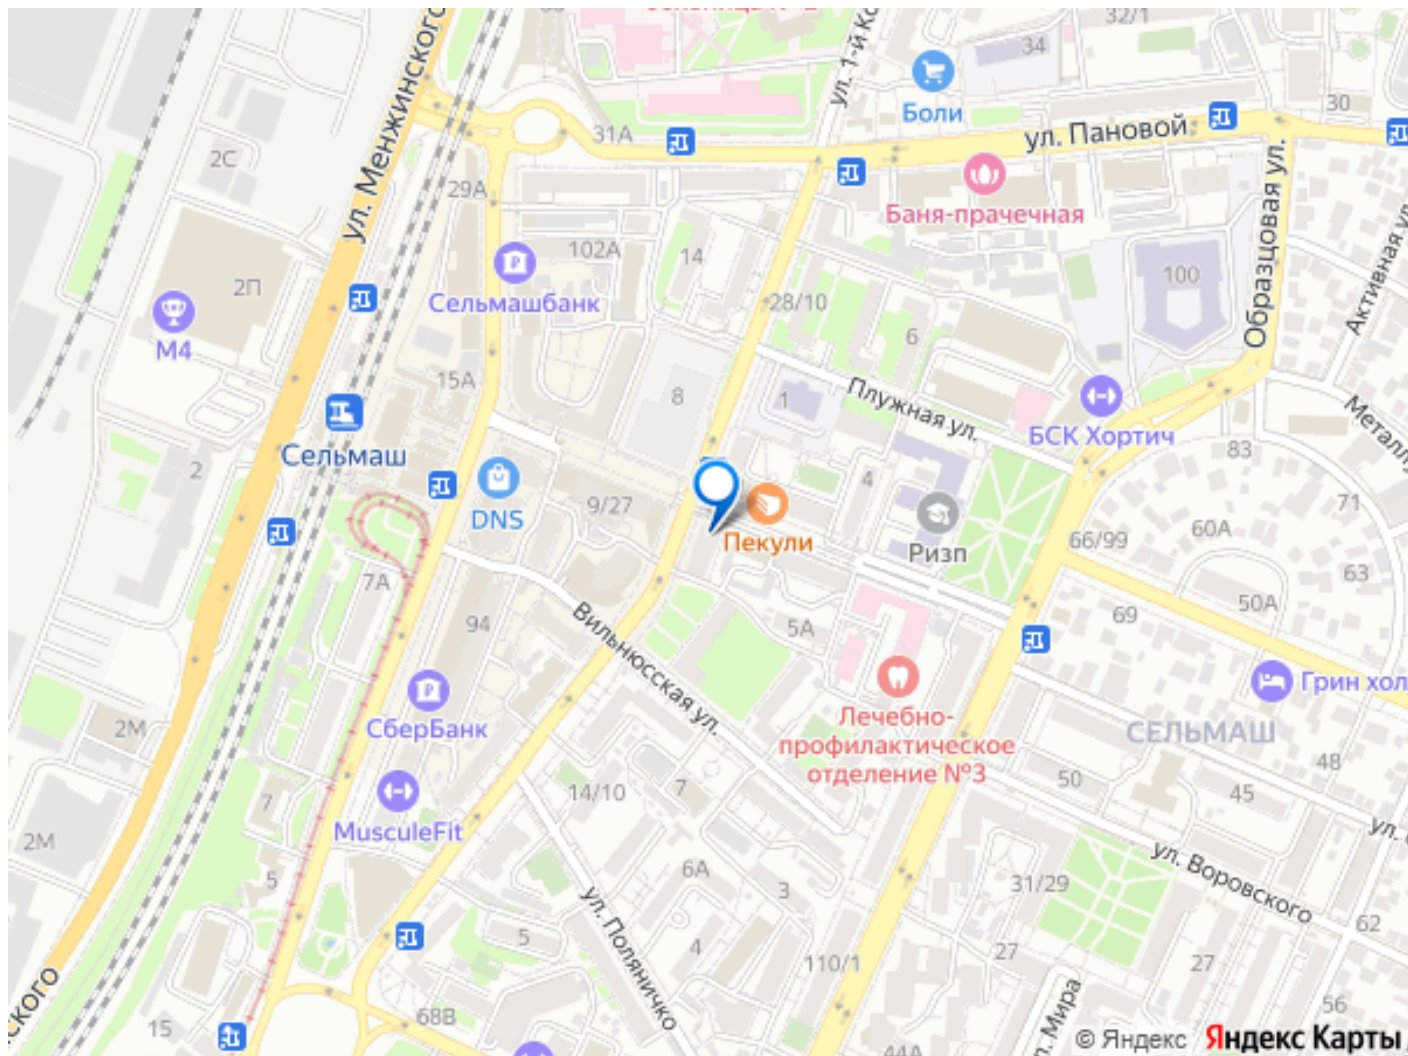 32/1
ул. 1-й Ко
34
Боли
30
ул. Менжинского
31А
ул. Пановой
2С
29А
Баня-прачечная
Образцовая ул.
Активная ул.
102А
14
2П
Сельмашбанк
28/10
100
М4
6
15А
8
1
Плужная ул.
БСК Хортич
Металлу
Сельмаш
2
83
4
71
DNS
9/27
Пекули
Ризп
66/99
60А
7А
63
50А
69
94
Вильнюсская ул.
5А
Грин хол
СберБанк
Лечебно-
профилактическое
отделение №3
СЕЛЬМАШ
2М
48
50
45
7
14/10
7
MusculeFit
ул. С
2М
ул. Воровского
6А
3
31/29
5
ул. Поляничко
62
5
4
27
27
110/1
ского
ул. Мира
56
15
68В
44А
© Яндекс Яндекс Карты